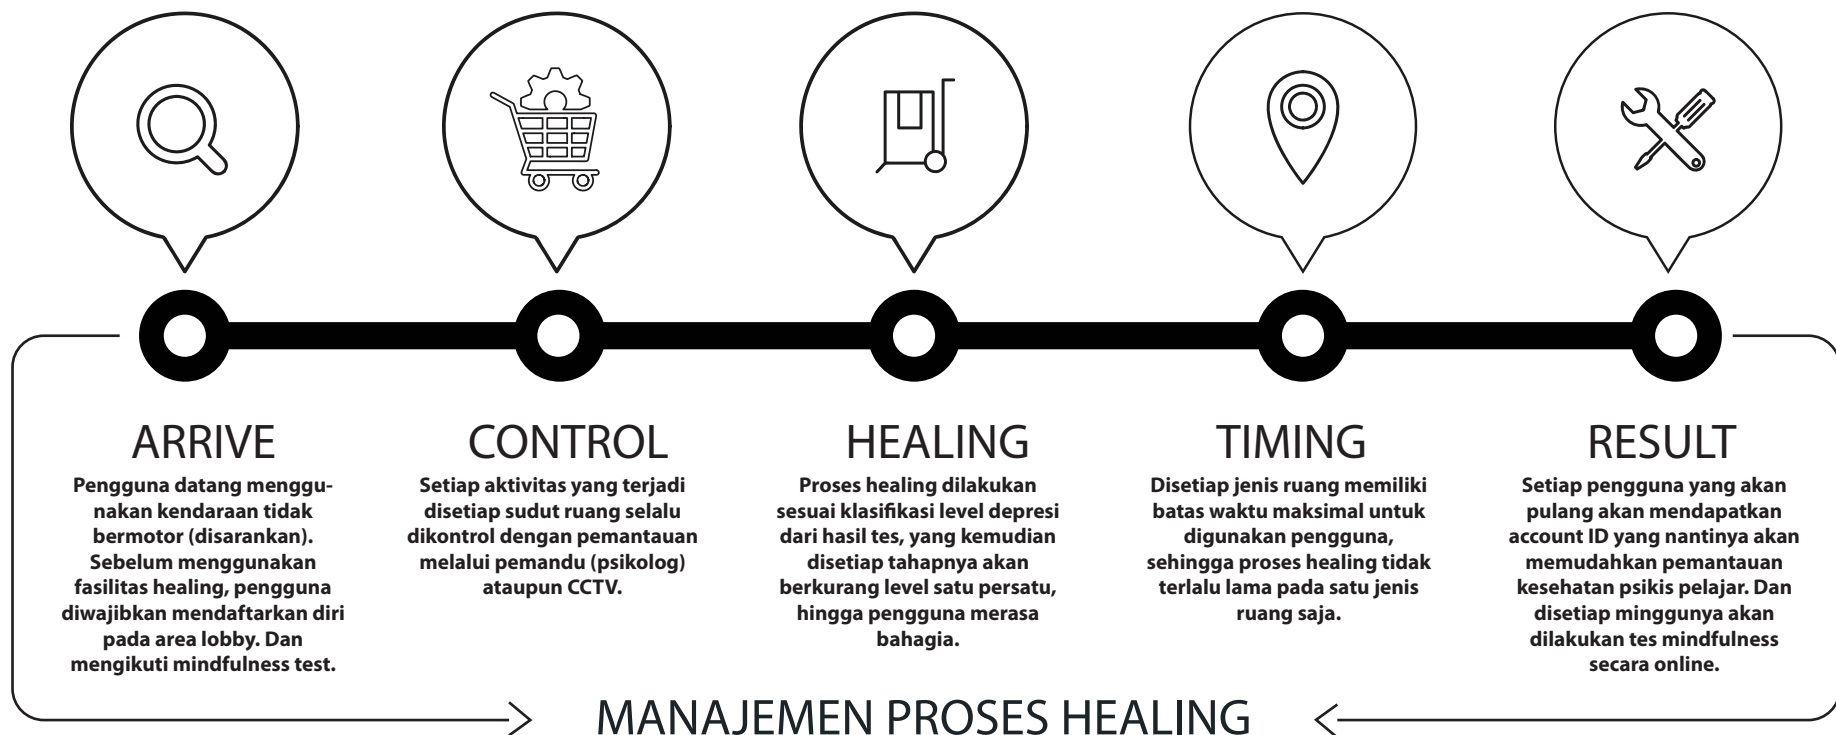 ARRIVE
Pengguna datang menggu-
nakan kendaraan tidak
bermotor (disarankan).
Sebelum menggunakan
fasilitas healing, pengguna
diwajibkan mendaftarkan diri
pada area lobby. Dan
mengikuti mindfulness test.
CONTROL
Setiap aktivitas yang terjadi
disetiap sudut ruang selalu
dikontrol dengan pemantauan
melalui pemandu (psikolog)
ataupun CCTV.
HEALING
Proses healing dilakukan
sesuai klasifikasi level depresi
dari hasil tes, yang kemudian
disetiap tahapnya akan
berkurang level satu persatu,
hingga pengguna merasa
bahagia.
TIMING
Disetiap jenis ruang memiliki
batas waktu maksimal untuk
digunakan pengguna,
sehingga proses healing tidak
terlalu lama pada satu jenis
ruang saja.
RESULT
Setiap pengguna yang akan
pulang akan mendapatkan
account ID yang nantinya akan
memudahkan pemantauan
kesehatan psikis pelajar. Dan
disetiap minggunya akan
dilakukan tes mindfulness
secara online.
MANAJEMEN PROSES HEALING